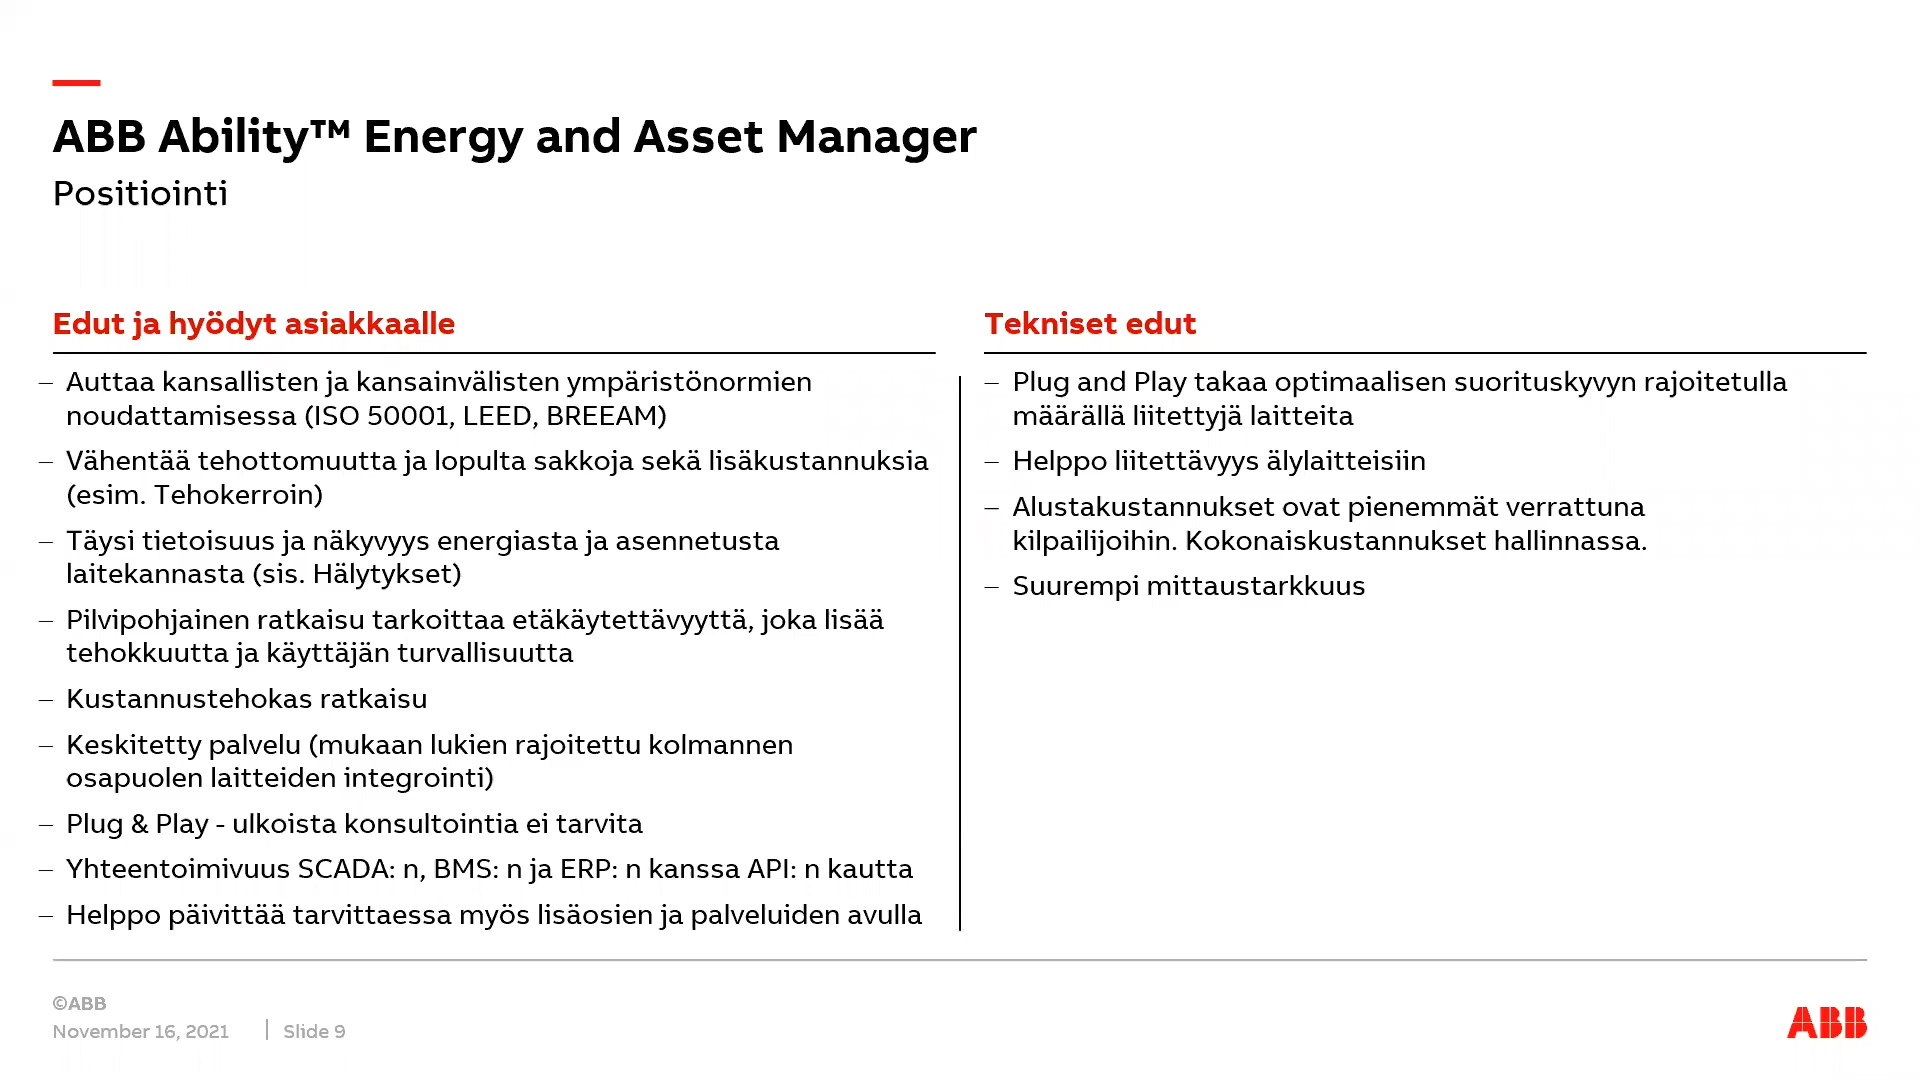 ABB Ability™ Energy and Asset Manager
Positiointi
Edut ja hyödyt asiakkaalle
– Auttaa kansallisten ja kansainvälisten ympäristönormien
noudattamisessa (ISO 50001, LEED, BREEAM)
– Vähentää tehottomuutta ja lopulta sakkoja sekä lisäkustannuksia
(esim. Tehokerroin)
– Täysi tietoisuus ja näkyvyys energiasta ja asennetusta
laitekannasta (sis. Hälytykset)
– Pilvipohjainen ratkaisu tarkoittaa etäkäytettävyyttä, joka lisää
tehokkuutta ja käyttäjän turvallisuutta
– Kustannustehokas ratkaisu
– Keskitetty palvelu (mukaan lukien rajoitettu kolmannen
osapuolen laitteiden integrointi)
– Plug & Play - ulkoista konsultointia ei tarvita
– Yhteentoimivuus SCADA: n, BMS: n ja ERP: n kanssa API: n kautta
– Helppo päivittää tarvittaessa myös lisäosien ja palveluiden avulla
Tekniset edut
– Plug and Play takaa optimaalisen suorituskyvyn rajoitetulla
määrällä liitettyjä laitteita
– Helppo liitettävyys älylaitteisiin
– Alustakustannukset ovat pienemmät verrattuna
kilpailijoihin. Kokonaiskustannukset hallinnassa.
– Suurempi mittaustarkkuus
©ABB
November 16, 2021 | Slide 9
ABB